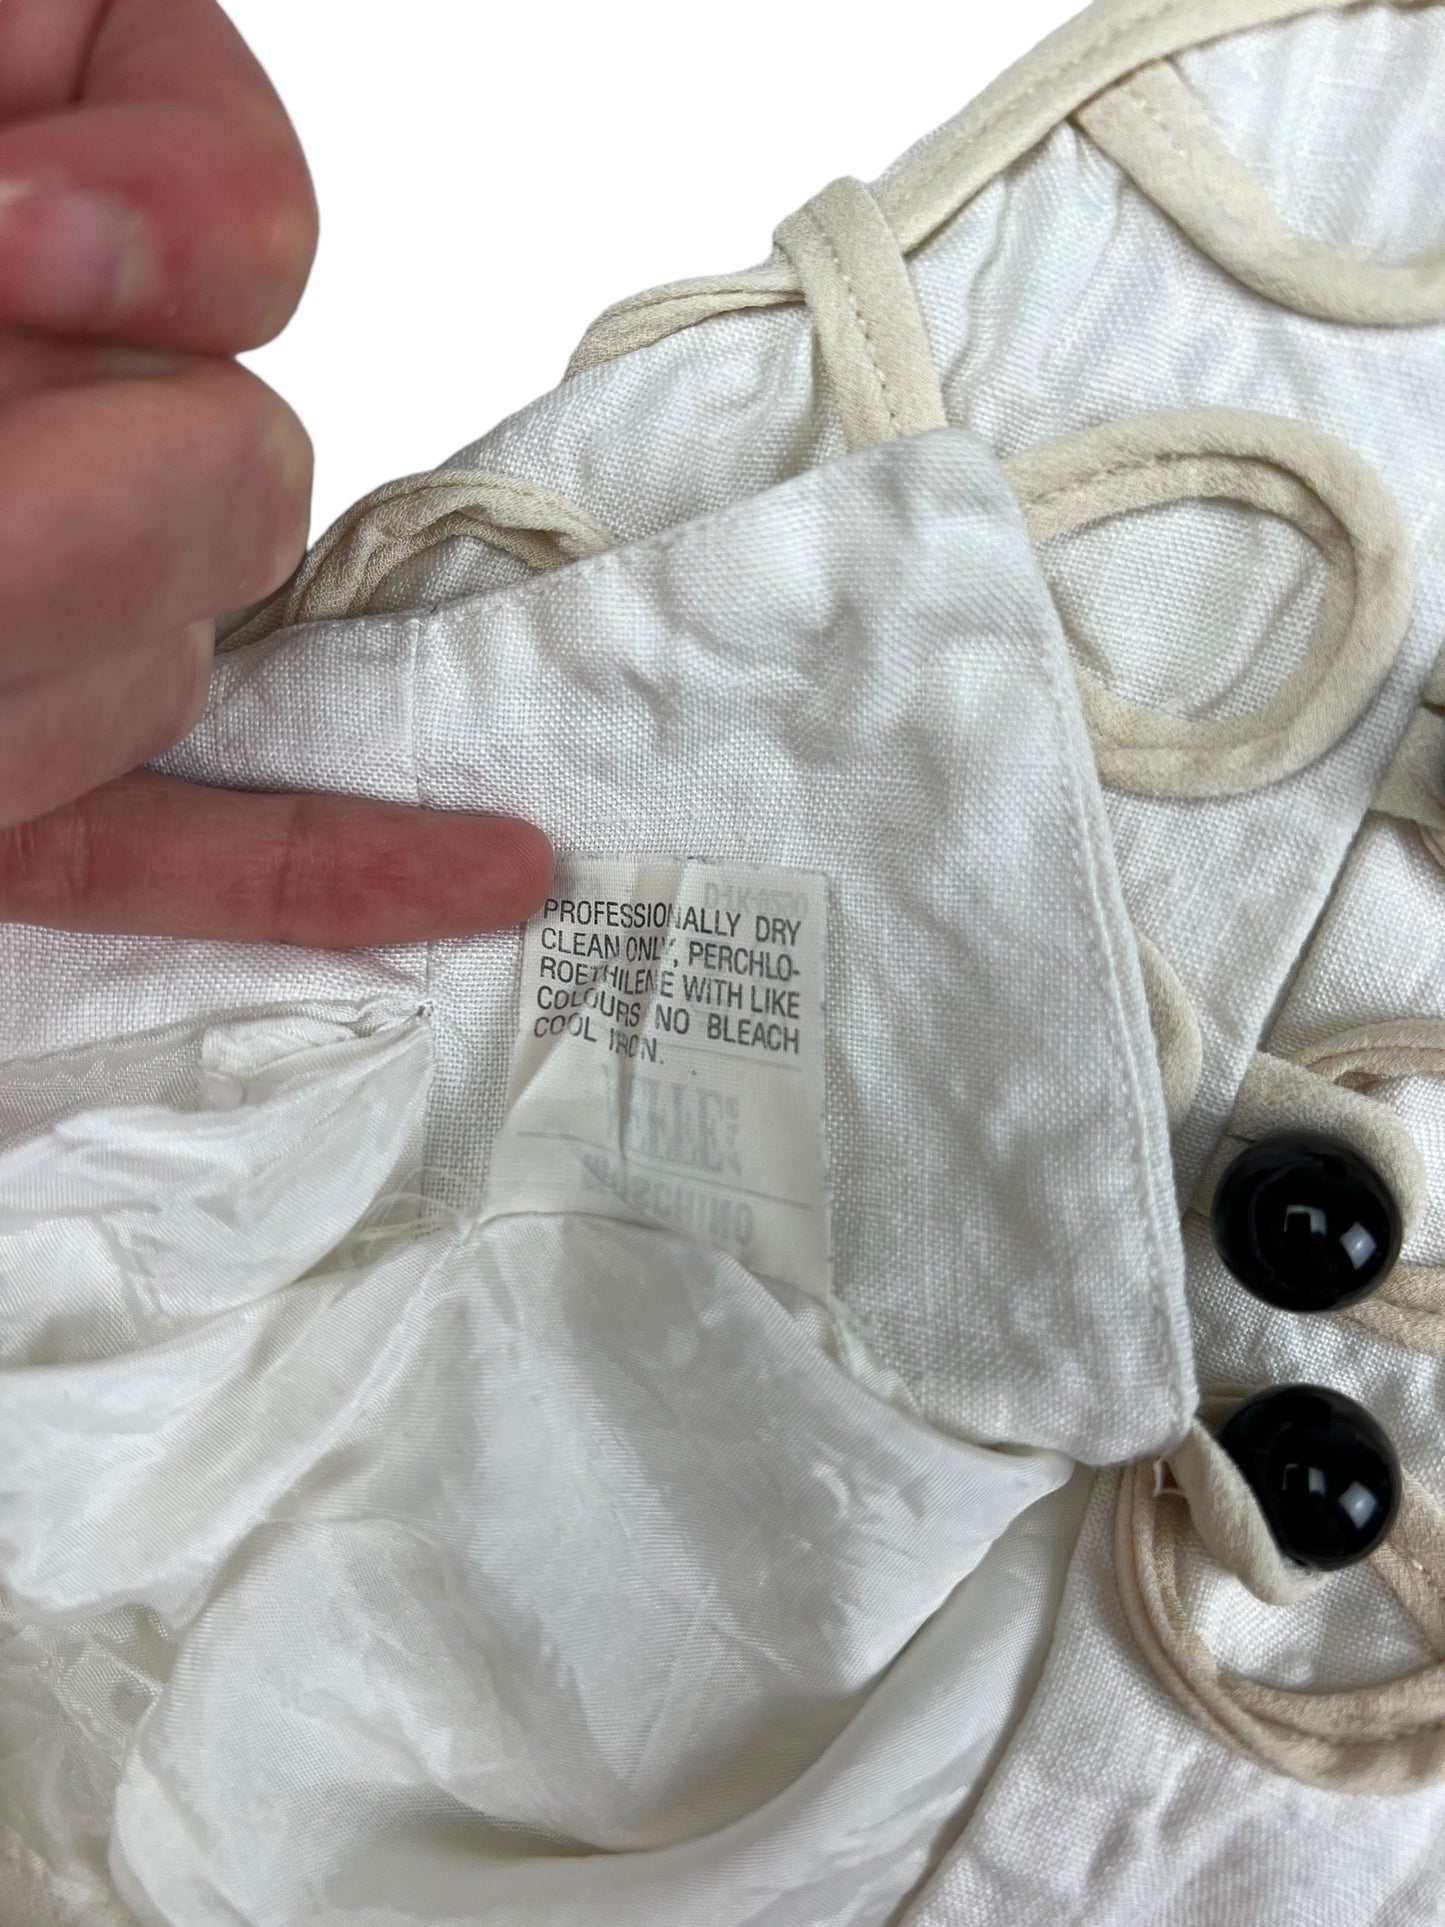 PROFESSIONALLY DRY
CLEAN ONLY, PERCHLO-
ROETHILENE WITH LIKE
COLOURS NO BLEACH
COOL IRON.
MOSCHINO